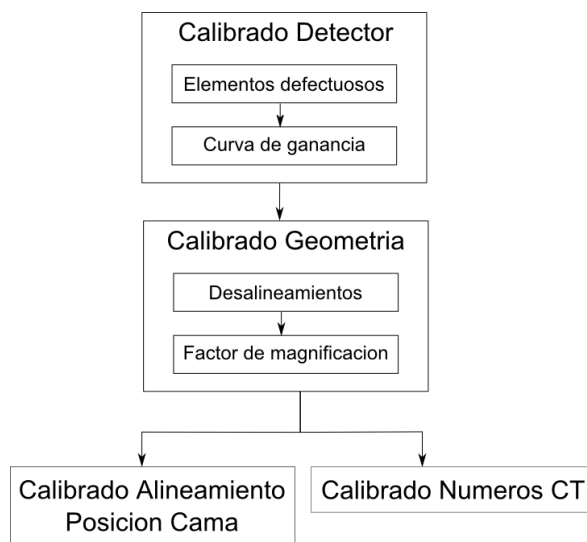 Calibrado Detector
Elementos defectuosos
Curva de ganancia
Calibrado Geometria
Desalineamientos
Factor de magnificacion
Calibrado Alineamiento
Posicion Cama
Calibrado Numeros CT